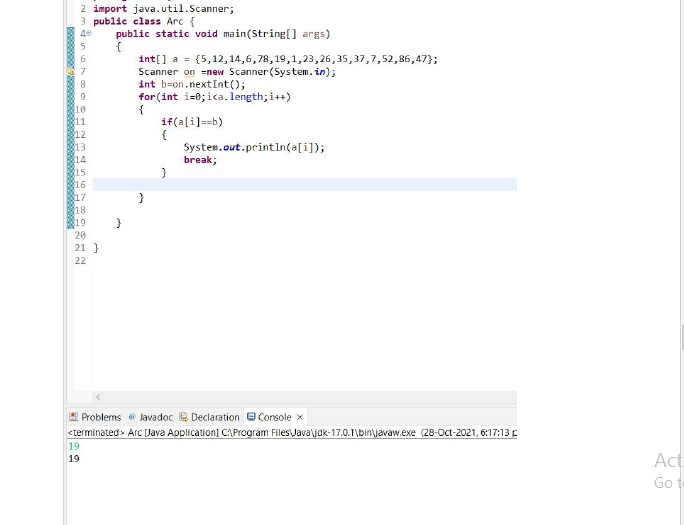 2 import java.util.Scanner;
3 public class Arc {
4 public static void main(String[] args)
5 {
6 int[] a = {5,12,14,6,78,19,1,23,26,35,37,7,52,86,47};
7 Scanner on =new Scanner(System.in);
8 int b=on.nextInt();
9 for(int i=0;i<a.length;i++)
10 {
11 if(a[i]==b)
12 {
13 System.out.println(a[i]);
14 break;
15 }
16
17 }
18
19 }
20
21 }
22
Problems Javadoc Declaration Console
<terminated> Arc [Java Application] C:\Program Files\Java\jdk-17.0.1\bin\javaw.exe (28-Oct-2021, 6:17:13 p
19
19
Act
Go t